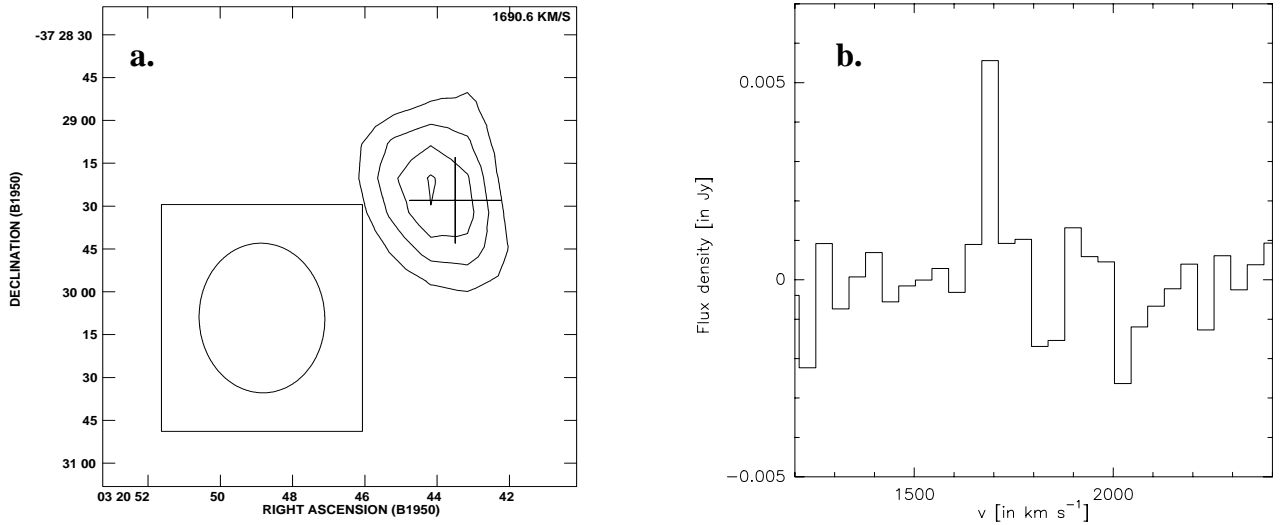 a.
1690.6 KM/S
-37 28 30
45
29 00
15
30
45
30 00
15
30
45
31 00
DECLINATION (B1950)
03 20 52
50
48
46
44
42
RIGHT ASCENSION (B1950)
b.
0.005
0
−0.005
Flux density [in Jy]
1500
2000
v [in km s⁻¹]